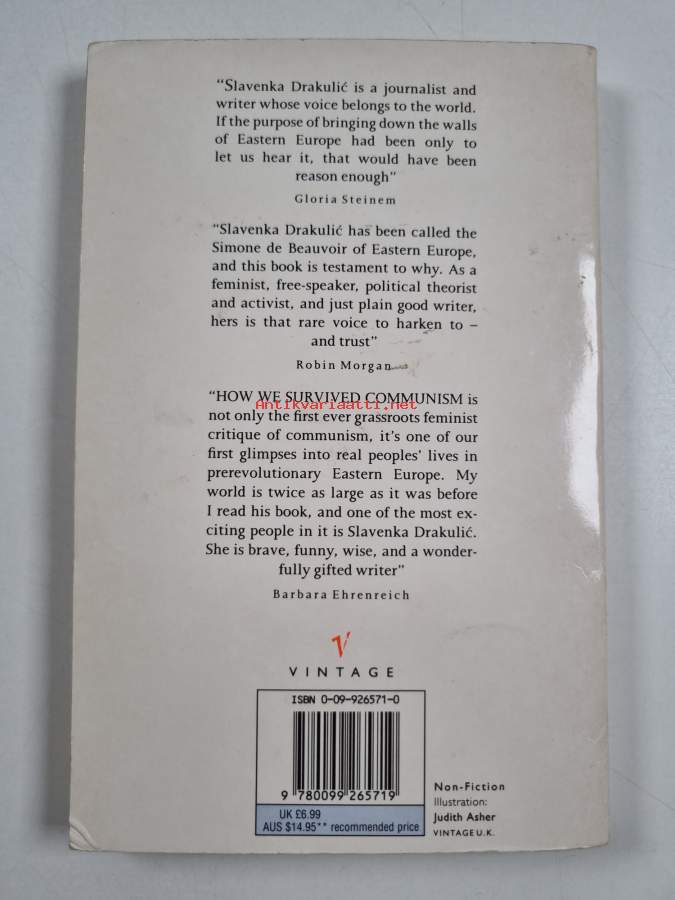 “Slavenka Drakulić is a journalist and
writer whose voice belongs to the world.
If the purpose of bringing down the walls
of Eastern Europe had been only to
let us hear it, that would have been
reason enough”
Gloria Steinem
“Slavenka Drakulić has been called the
Simone de Beauvoir of Eastern Europe,
and this book is testament to why. As a
feminist, free-speaker, political theorist
and activist, and just plain good writer,
hers is that rare voice to harken to –
and trust”
Robin Morgan
“HOW WE SURVIVED COMMUNISM is
Antikvariaatti.net
not only the first ever grassroots feminist
critique of communism, it’s one of our
first glimpses into real peoples’ lives in
prerevolutionary Eastern Europe. My
world is twice as large as it was before
I read his book, and one of the most ex-
citing people in it is Slavenka Drakulić.
She is brave, funny, wise, and a wonder-
fully gifted writer”
Barbara Ehrenreich
V
VINTAGE
ISBN 0-09-926571-0
9 780099 265719
UK £6.99
AUS $14.95** recommended price
Non-Fiction
Illustration:
Judith Asher
VINTAGE U.K.